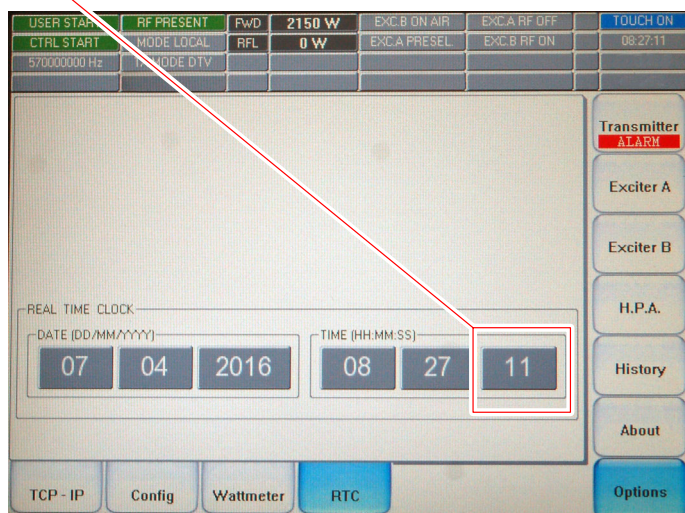 USER START RF PRESENT FWD 2150 W EXC.B ON AIR EXC.A RF OFF TOUCH ON
CTRL START MODE LOCAL RFL 0 W EXC.A PRESEL EXC.B RF ON 08:27:11
570000000 Hz MODE DTV
Transmitter
ALARM
Exciter A
Exciter B
H.P.A.
History
About
Options
REAL TIME CLOCK
DATE (DD/MM/YYYY) TIME (HH:MM:SS)
07 04 2016 08 27 11
TCP - IP Config Wattmeter RTC